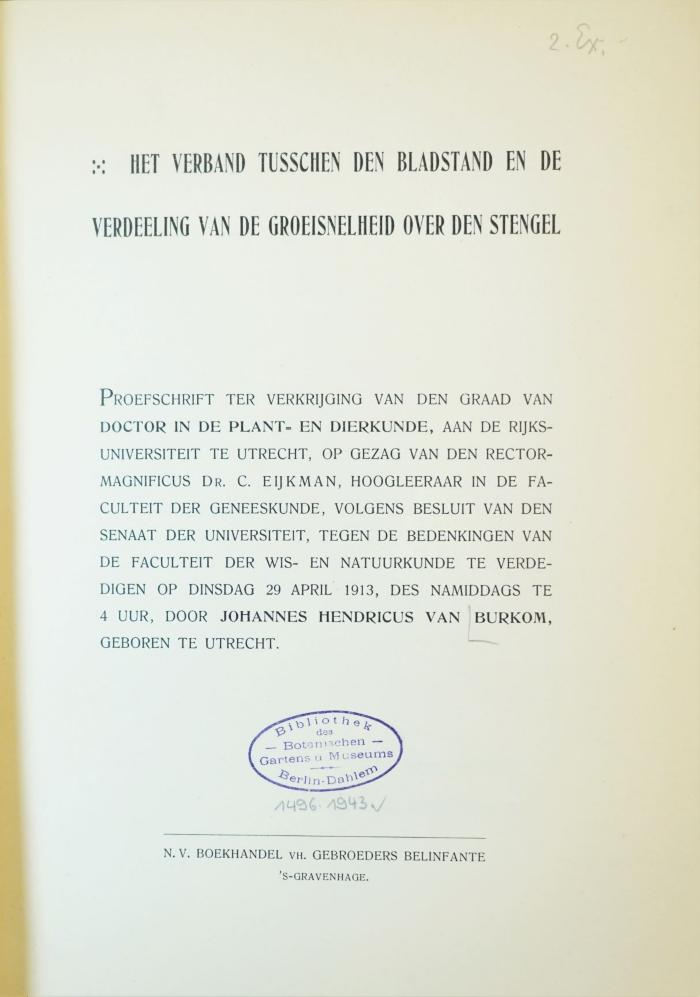 2. Ex.
HET VERBAND TUSSCHEN DEN BLADSTAND EN DE
VERDEELING VAN DE GROEISNELHEID OVER DEN STENGEL
PROEFSCHRIFT TER VERKRIJGING VAN DEN GRAAD VAN
DOCTOR IN DE PLANT- EN DIERKUNDE, AAN DE RIJKS-
UNIVERSITEIT TE UTRECHT, OP GEZAG VAN DEN RECTOR-
MAGNIFICUS DR. C. EIJKMAN, HOOGLEERAAR IN DE FA-
CULTEIT DER GENEESKUNDE, VOLGENS BESLUIT VAN DEN
SENAAT DER UNIVERSITEIT, TEGEN DE BEDENKINGEN VAN
DE FACULTEIT DER WIS- EN NATUURKUNDE TE VERDE-
DIGEN OP DINSDAG 29 APRIL 1913, DES NAMIDDAGS TE
4 UUR, DOOR JOHANNES HENDRICUS VAN BURKOM,
GEBOREN TE UTRECHT.
Bibliothek
des
— Botanischen —
Gartens u Museums
Berlin-Dahlem
1496. 1943 ✓
N. V. BOEKHANDEL VH. GEBROEDERS BELINFANTE
'S-GRAVENHAGE.